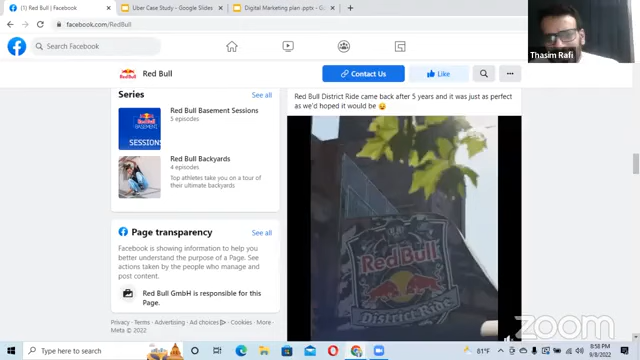 (1) Red Bull | Facebook
Uber Case Study - Google Slides
Digital Marketing plan .pptx - G
facebook.com/RedBull
Thasim Rafi
Search Facebook
Red Bull
Contact Us
Like
Series
See all
Red Bull Basement Sessions
5 episodes
Red Bull
BASEMENT
SESSIONS
Red Bull Backyards
4 episodes
Top athletes take you on a tour of
their ultimate backyards
Page transparency
See all
Facebook is showing information to help you
better understand the purpose of a Page. See
actions taken by the people who manage and
post content.
Red Bull GmbH is responsible for this
Page.
Privacy · Terms · Advertising · Ad choices · Cookies · More ·
Meta © 2022
Red Bull District Ride came back after 5 years and it was just as perfect
as we'd hoped it would be
Red Bull
District Ride
zoom
Type here to search
81°F
8:58 PM
9/8/2022